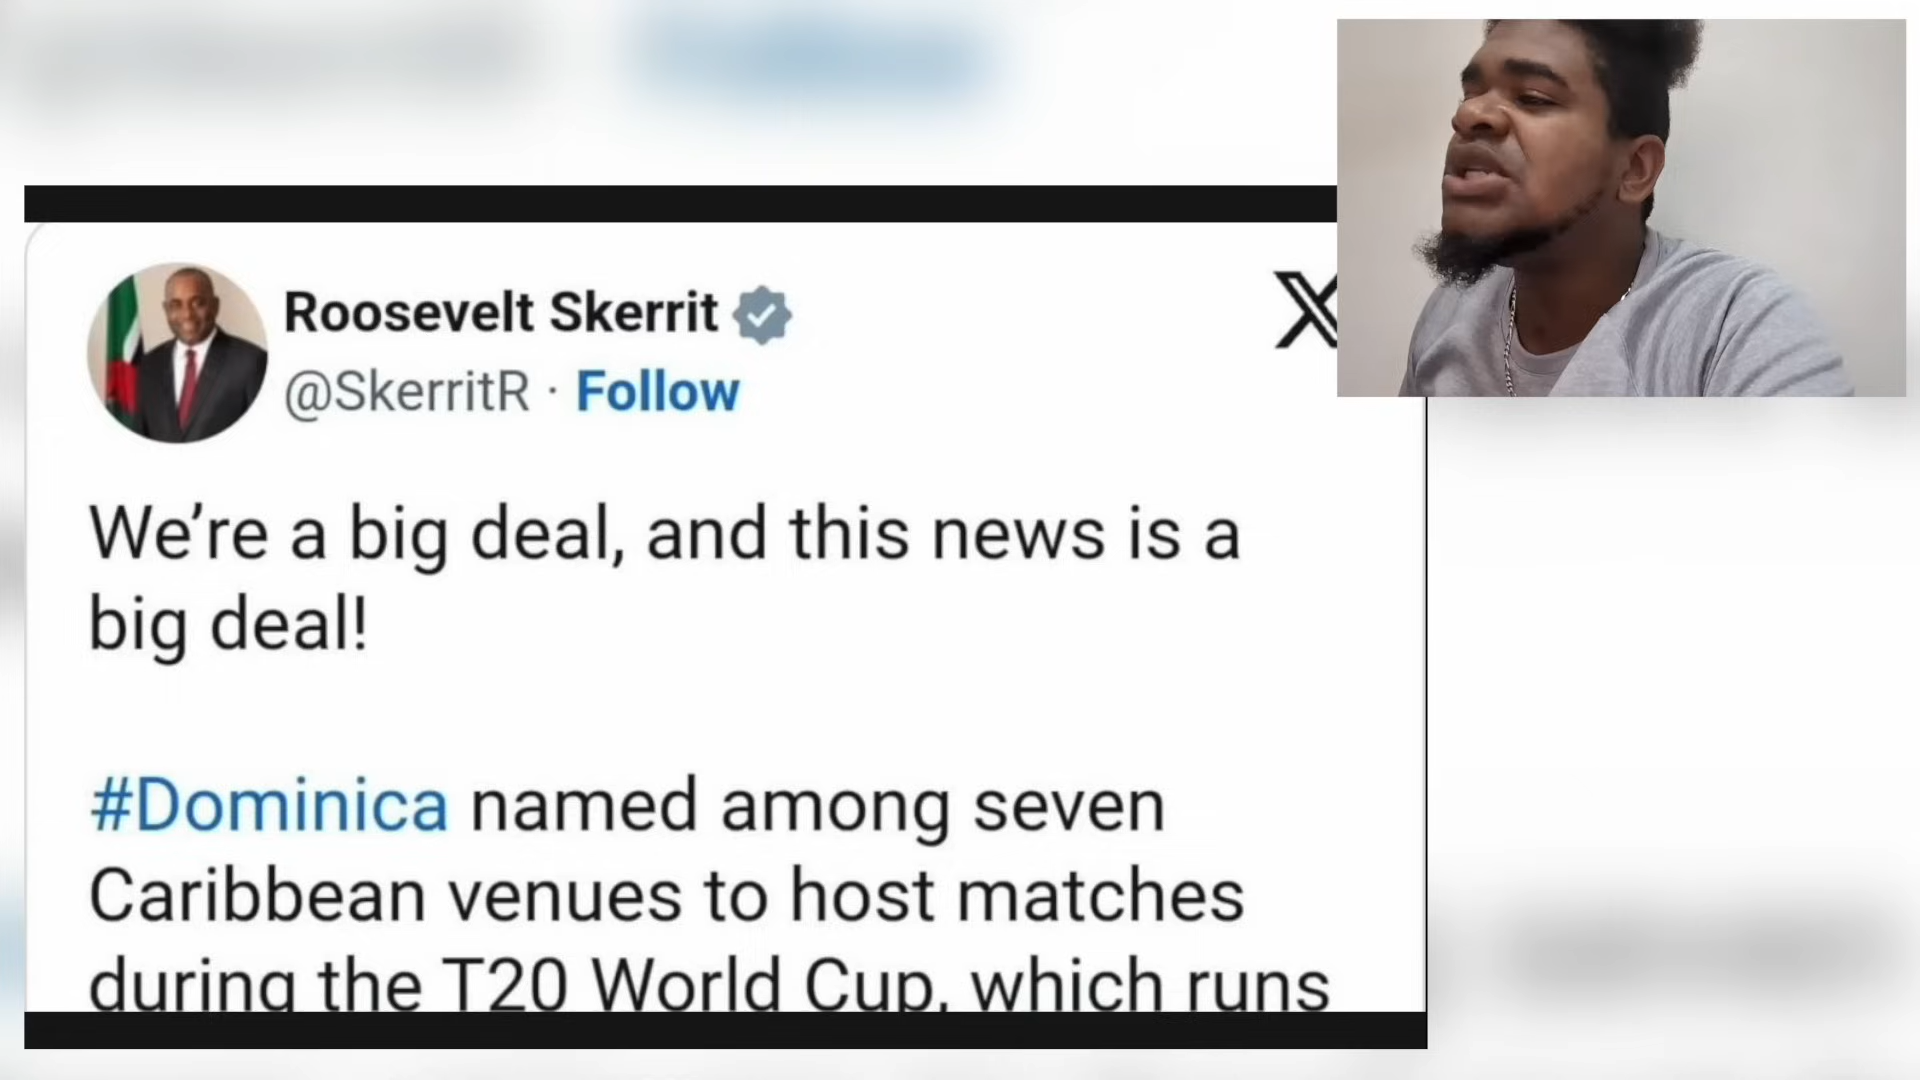 Roosevelt Skerrit
@SkerritR · Follow
We’re a big deal, and this news is a
big deal!
#Dominica named among seven
Caribbean venues to host matches
during the T20 World Cup, which runs